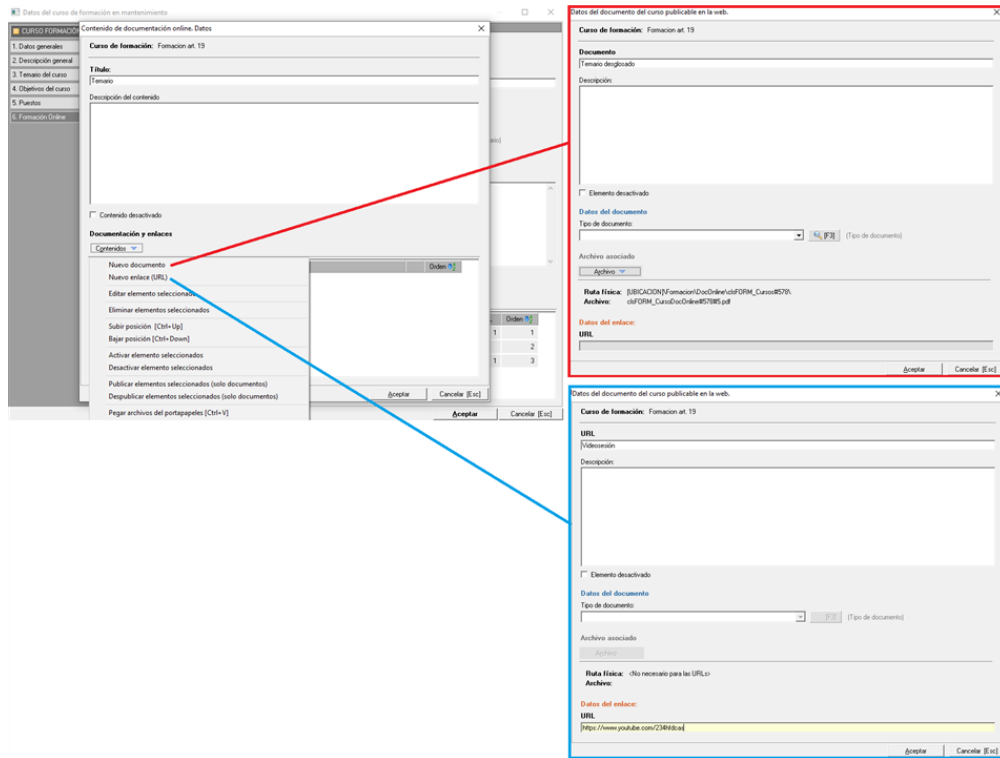 Datos del curso de formación en mantenimiento
CURSO FORMACIÓN
1. Datos generales
2. Descripción general
3. Temario del curso
4. Objetivos del curso
5. Puestos
6. Formación Online
Contenido de documentación online. Datos
Curso de formación: Formacion art. 19
Título:
Temario
Descripción del contenido
Contenido desactivado
Documentación y enlaces
Contenidos
Nuevo documento
Nuevo enlace (URL)
Editar elemento seleccionado
Eliminar elementos seleccionados
Subir posición [Ctrl+Up]
Bajar posición [Ctrl+Down]
Activar elemento seleccionados
Desactivar elemento seleccionados
Publicar elementos seleccionados (solo documentos)
Despublicar elementos seleccionados (solo documentos)
Pegar archivos del portapapeles [Ctrl+V]
Orden
Aceptar Cancelar [Esc]
Orden
1 1
2
1 3
Aceptar Cancelar [Esc]
Datos del documento del curso publicable en la web.
Curso de formación: Formacion art. 19
Documento
Temario desglosado
Descripción:
Elemento desactivado
Datos del documento
Tipo de documento:
[F3] (Tipo de documento)
Archivo asociado
Archivo
Ruta física: [UBICACION]\Formacion\DocOnline\cloFORM_Cursos#578\
Archivo: cloFORM_CursoDocOnline#578#5.pdf
Datos del enlace:
URL
Aceptar Cancelar [Esc]
Datos del documento del curso publicable en la web.
Curso de formación: Formacion art. 19
URL
Videosesión
Descripción:
Elemento desactivado
Datos del documento
Tipo de documento:
[F3] (Tipo de documento)
Archivo asociado
Archivo
Ruta física: <No necesario para las URLs>
Archivo:
Datos del enlace:
URL
https://www.youtube.com/234hfdcas
Aceptar Cancelar [Esc]